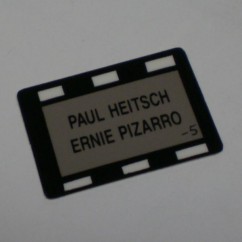 PAUL HEITSCH
ERNIE PIZARRO
-5